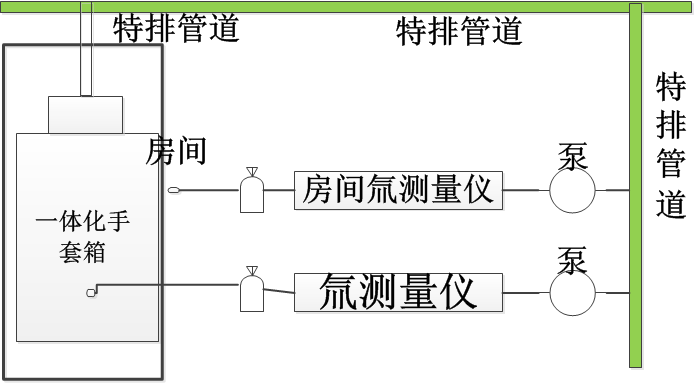 特排管道
特排管道
特排管道
房间
泵
房间氚测量仪
一体化手
套箱
泵
氚测量仪